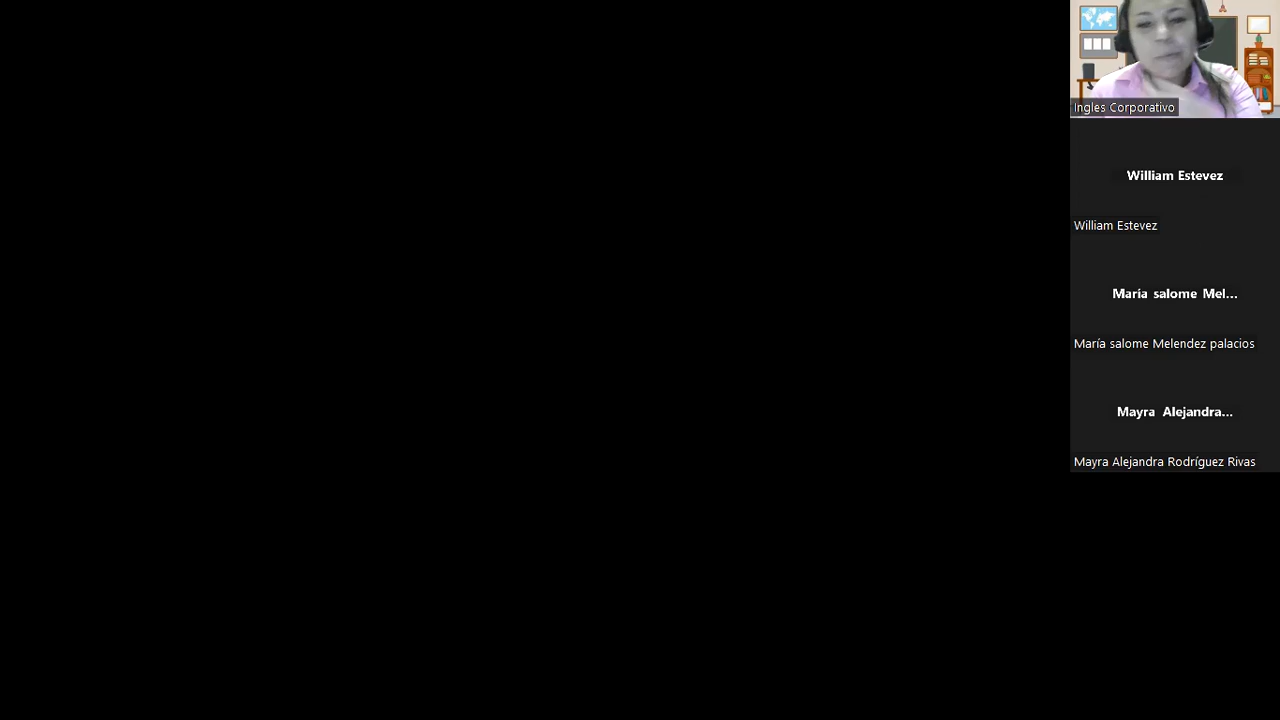 Ingles Corporativo
William Estevez
William Estevez
María salome Mel...
María salome Melendez palacios
Mayra Alejandra...
Mayra Alejandra Rodríguez Rivas